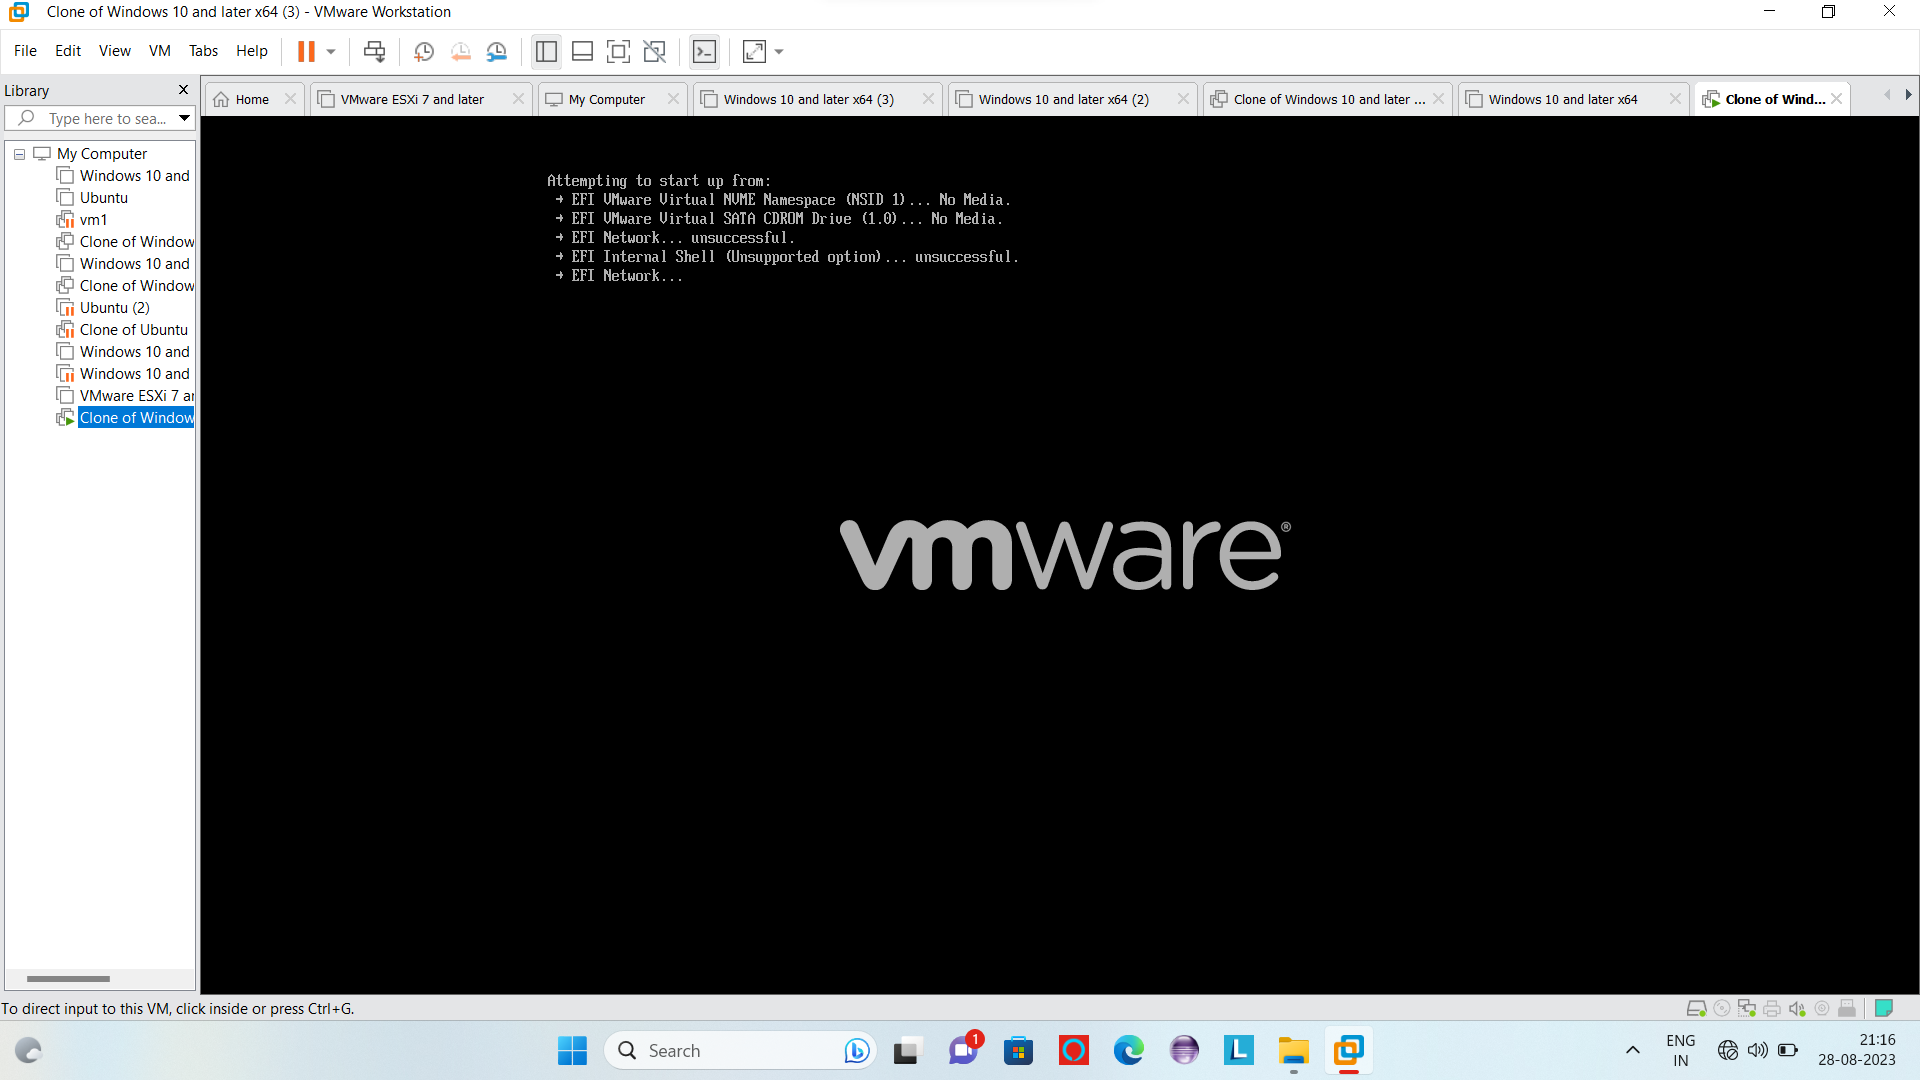 Clone of Windows 10 and later x64 (3) - VMware Workstation
File Edit View VM Tabs Help
Library
Type here to sea...
Home
VMware ESXi 7 and later
My Computer
Windows 10 and later x64 (3)
Windows 10 and later x64 (2)
Clone of Windows 10 and later ...
Windows 10 and later x64
Clone of Wind...
My Computer
Windows 10 and
Ubuntu
vm1
Clone of Window
Windows 10 and
Clone of Window
Ubuntu (2)
Clone of Ubuntu
Windows 10 and
Windows 10 and
VMware ESXi 7 ar
Clone of Window
Attempting to start up from:
→ EFI VMware Virtual NVME Namespace (NSID 1)... No Media.
→ EFI VMware Virtual SATA CDROM Drive (1.0)... No Media.
→ EFI Network... unsuccessful.
→ EFI Internal Shell (Unsupported option)... unsuccessful.
→ EFI Network...
vmware®
To direct input to this VM, click inside or press Ctrl+G.
Search
1
L
ENG
IN
21:16
28-08-2023